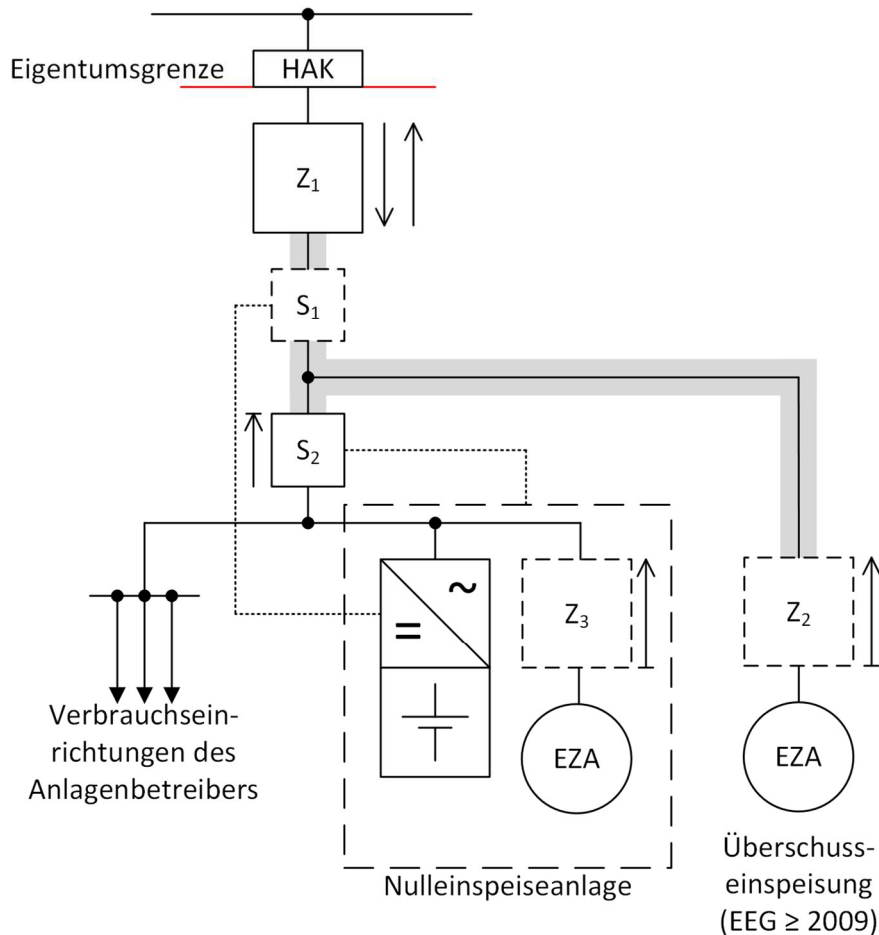 Eigentumsgrenze
HAK
Z₁
S₁
S₂
~
=
Z₃
Z₂
EZA
EZA
Verbrauchsein-
richtungen des
Anlagenbetreibers
Nulleinspeiseanlage
Überschuss-
einspeisung
(EEG ≥ 2009)